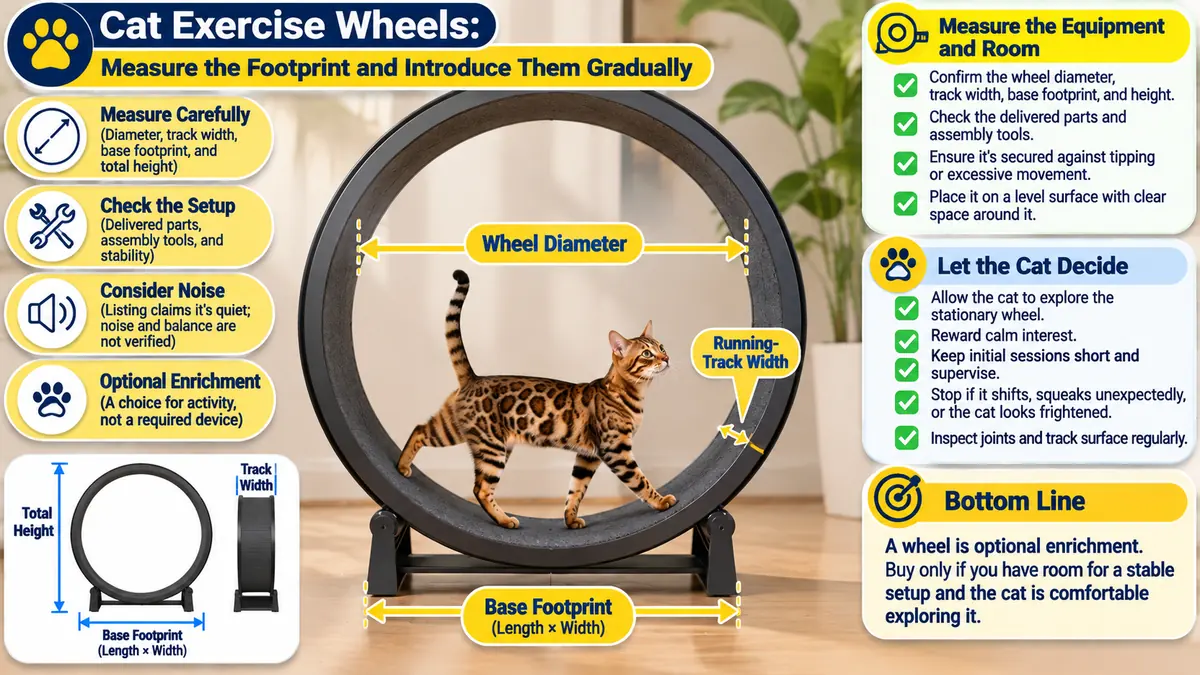 Cat Exercise Wheels:
Measure the Footprint and Introduce Them Gradually
Measure Carefully
(Diameter, track width,
base footprint, and
total height)
Check the Setup
(Delivered parts,
assembly tools, and
stability)
Consider Noise
(Listing claims it's quiet;
noise and balance are
not verified)
Optional Enrichment
(A choice for activity,
not a required device)
Total
Height
Track
Width
Base Footprint
(Length × Width)
Wheel Diameter
Running-
Track Width
Base Footprint
(Length × Width)
Measure the Equipment
and Room
Confirm the wheel diameter,
track width, base footprint, and height.
Check the delivered parts and
assembly tools.
Ensure it's secured against tipping
or excessive movement.
Place it on a level surface with clear
space around it.
Let the Cat Decide
Allow the cat to explore the
stationary wheel.
Reward calm interest.
Keep initial sessions short and
supervise.
Stop if it shifts, squeaks unexpectedly,
or the cat looks frightened.
Inspect joints and track surface regularly.
Bottom Line
A wheel is optional enrichment.
Buy only if you have room for a stable
setup and the cat is comfortable
exploring it.